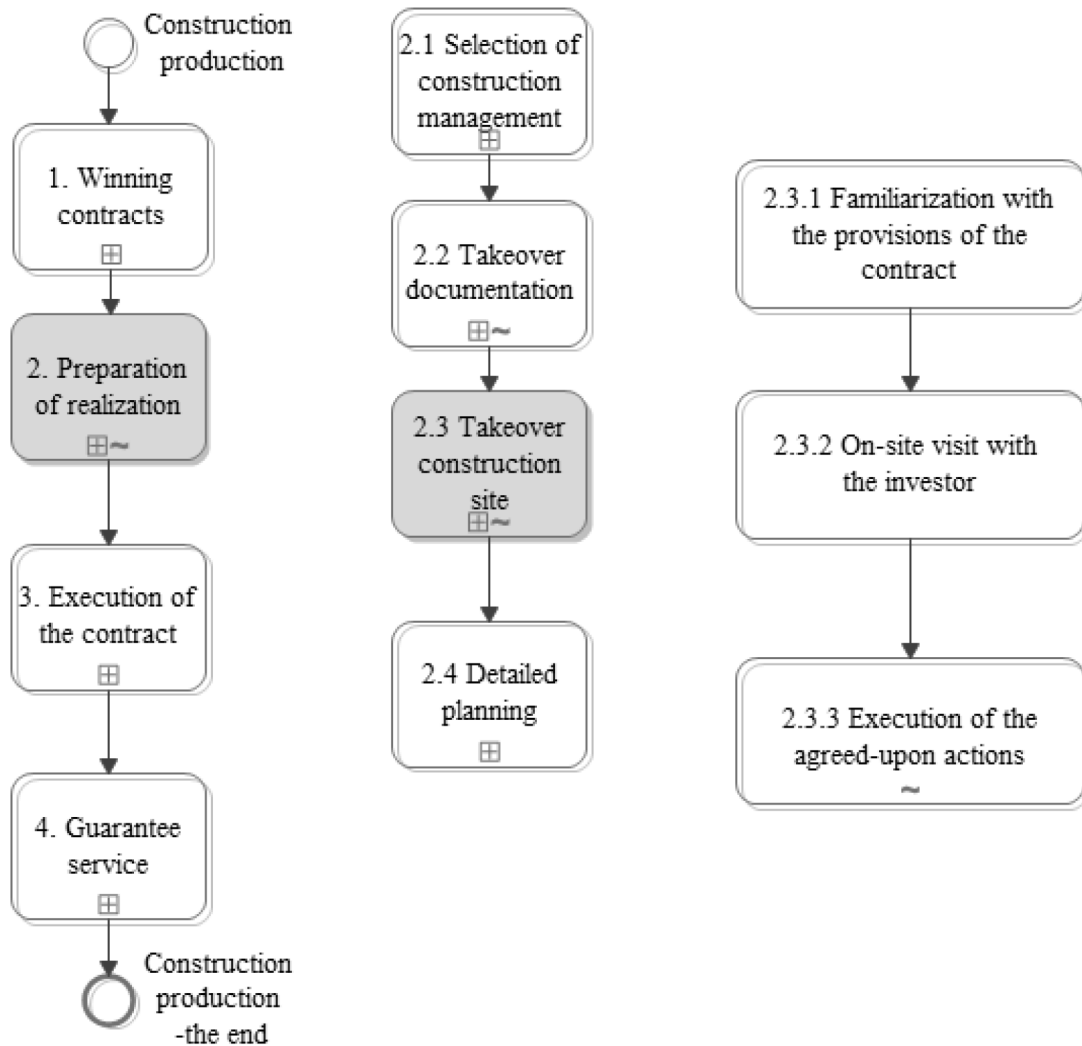 Construction
production
1. Winning
contracts
2. Preparation
of realization
~
3. Execution of
the contract
4. Guarantee
service
Construction
production
-the end
2.1 Selection of
construction
management
2.2 Takeover
documentation
~
2.3 Takeover
construction
site
~
2.4 Detailed
planning
2.3.1 Familiarization with
the provisions of the
contract
2.3.2 On-site visit with
the investor
2.3.3 Execution of the
agreed-upon actions
~